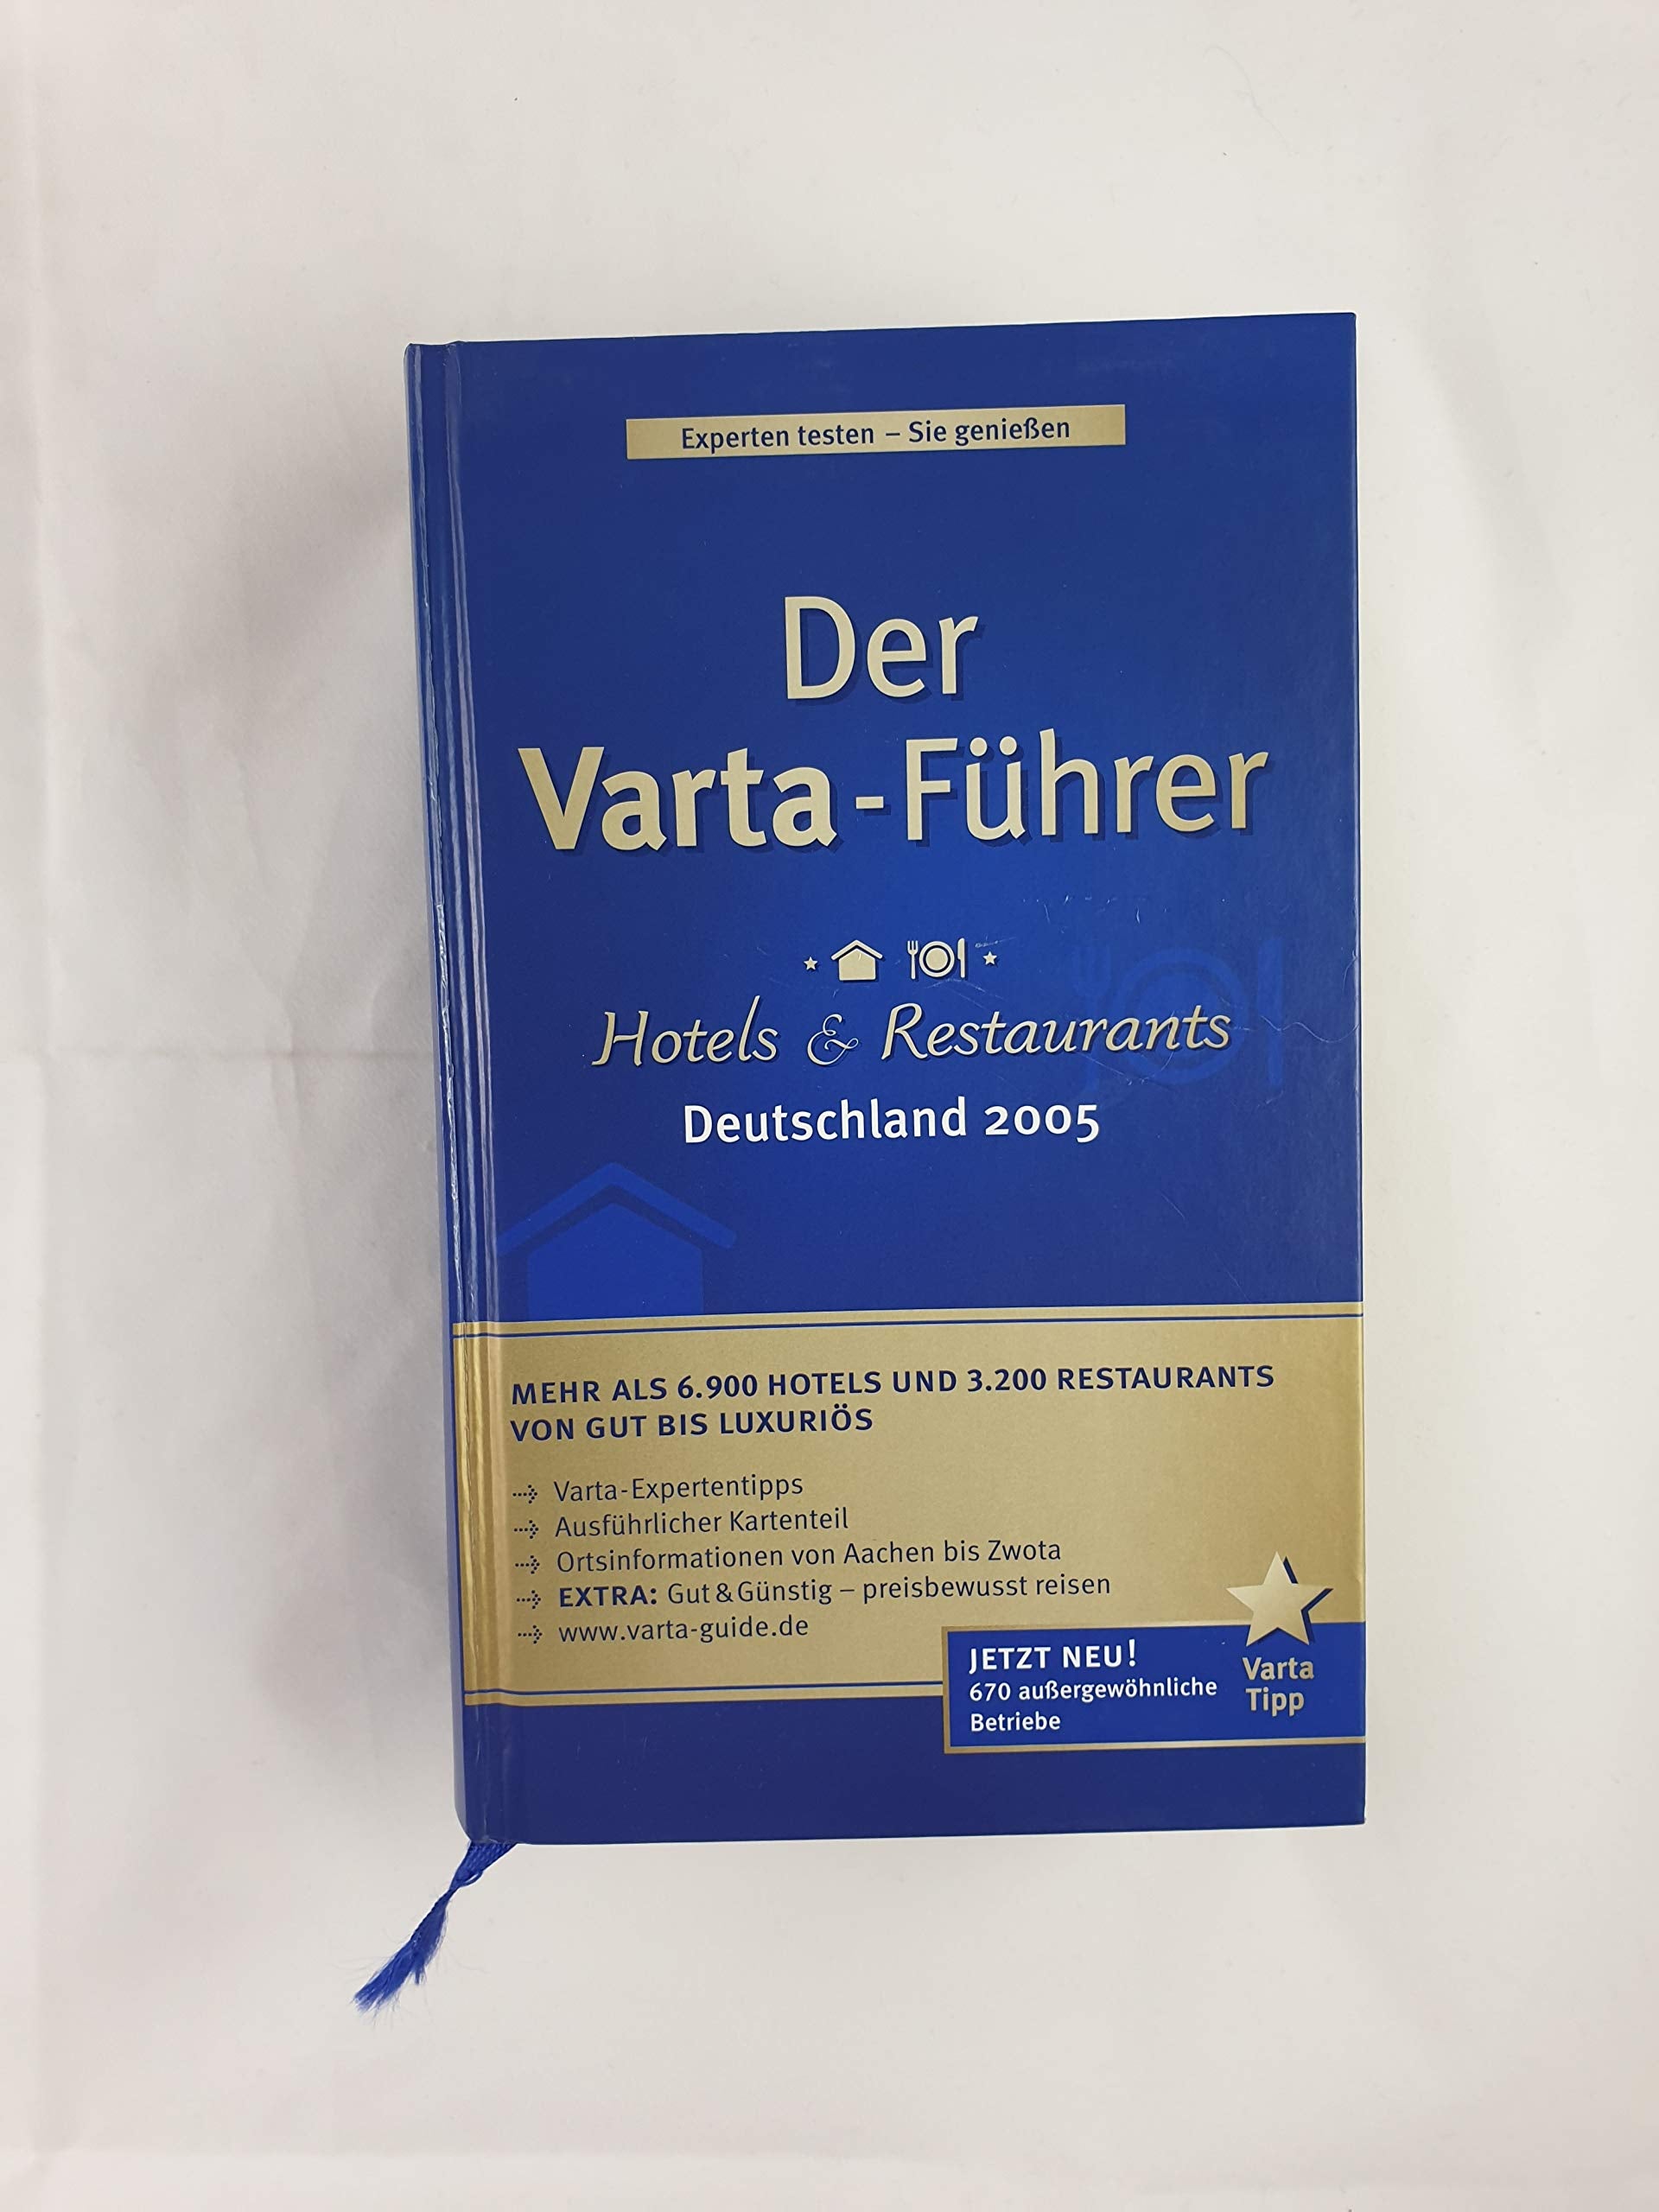 Experten testen – Sie genießen
Der
Varta-Führer
Hotels & Restaurants
Deutschland 2005
MEHR ALS 6.900 HOTELS UND 3.200 RESTAURANTS
VON GUT BIS LUXURIÖS
Varta-Expertentipps
Ausführlicher Kartenteil
Ortsinformationen von Aachen bis Zwota
EXTRA: Gut & Günstig – preisbewusst reisen
www.varta-guide.de
JETZT NEU!
670 außergewöhnliche
Betriebe
Varta
Tipp